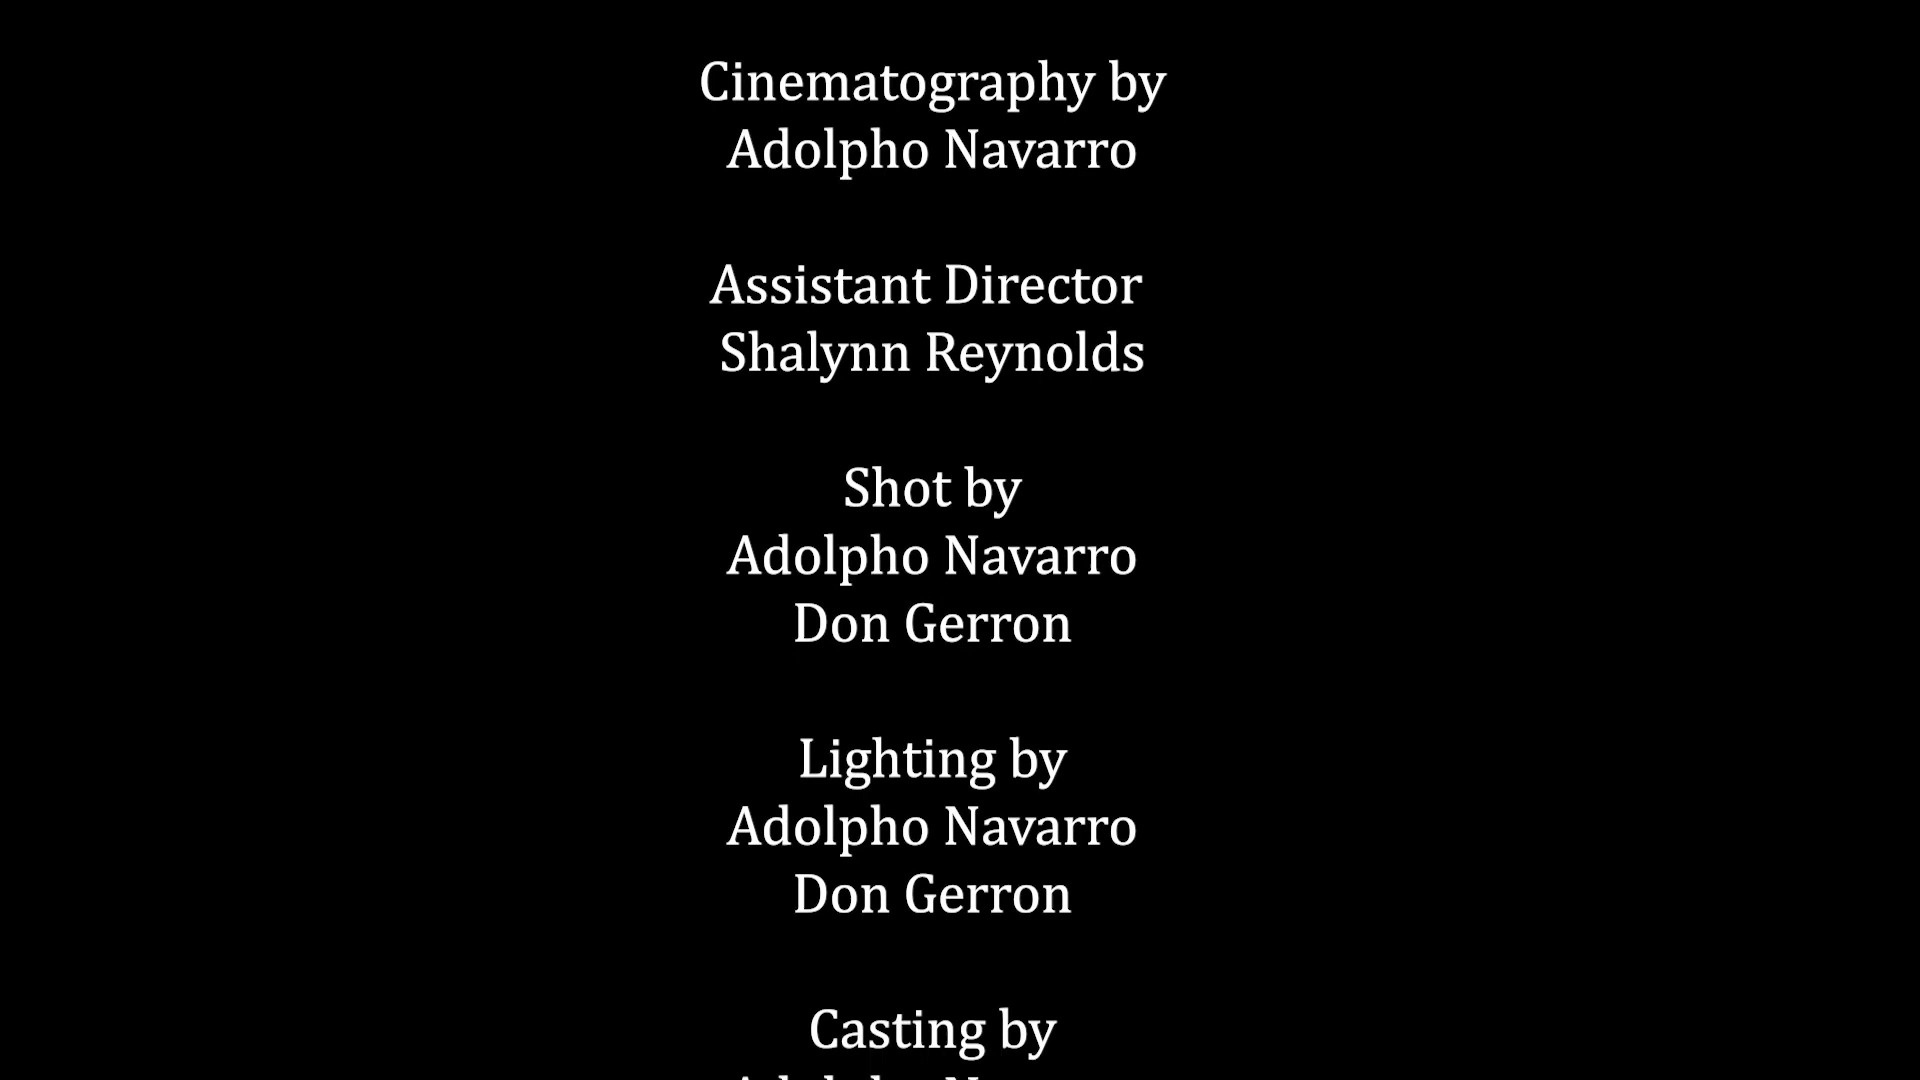 Cinematography by
Adolpho Navarro
Assistant Director
Shalynn Reynolds
Shot by
Adolpho Navarro
Don Gerron
Lighting by
Adolpho Navarro
Don Gerron
Casting by